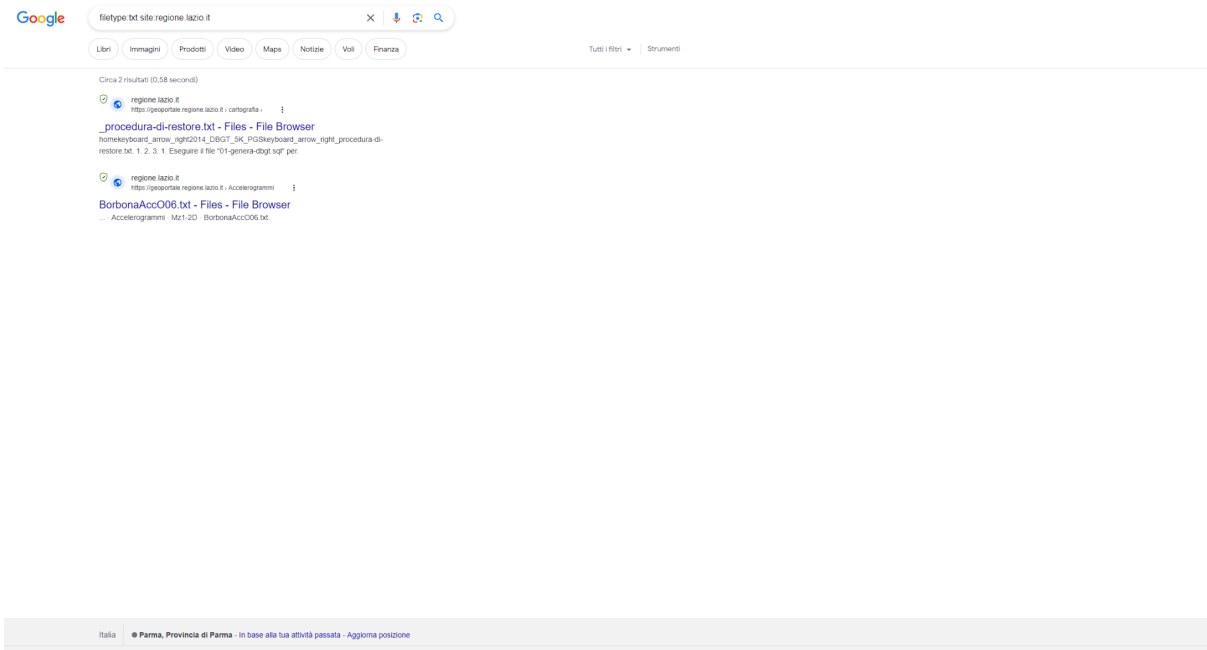 Google
filetype:txt site:regione.lazio.it
Libri Immagini Prodotti Video Maps Notizie Voli Finanza Tutti i filtri Strumenti
Circa 2 risultati (0,58 secondi)
regione.lazio.it
https://geoportale.regione.lazio.it › cartografia ›
_procedura-di-restore.txt - Files - File Browser
homekeyboard_arrow_right2014_DBGT_5K_PGSkeyboard_arrow_right_procedura-di-
restore.txt. 1. 2. 3. 1. Eseguire il file "01-genera-dbgt.sql" per.
regione.lazio.it
https://geoportale.regione.lazio.it › Accelerogrammi
BorbonaAccO06.txt - Files - File Browser
... · Accelerogrammi · Mz1-2D · BorbonaAccO06.txt.
Italia Parma, Provincia di Parma - In base alla tua attività passata - Aggiorna posizione